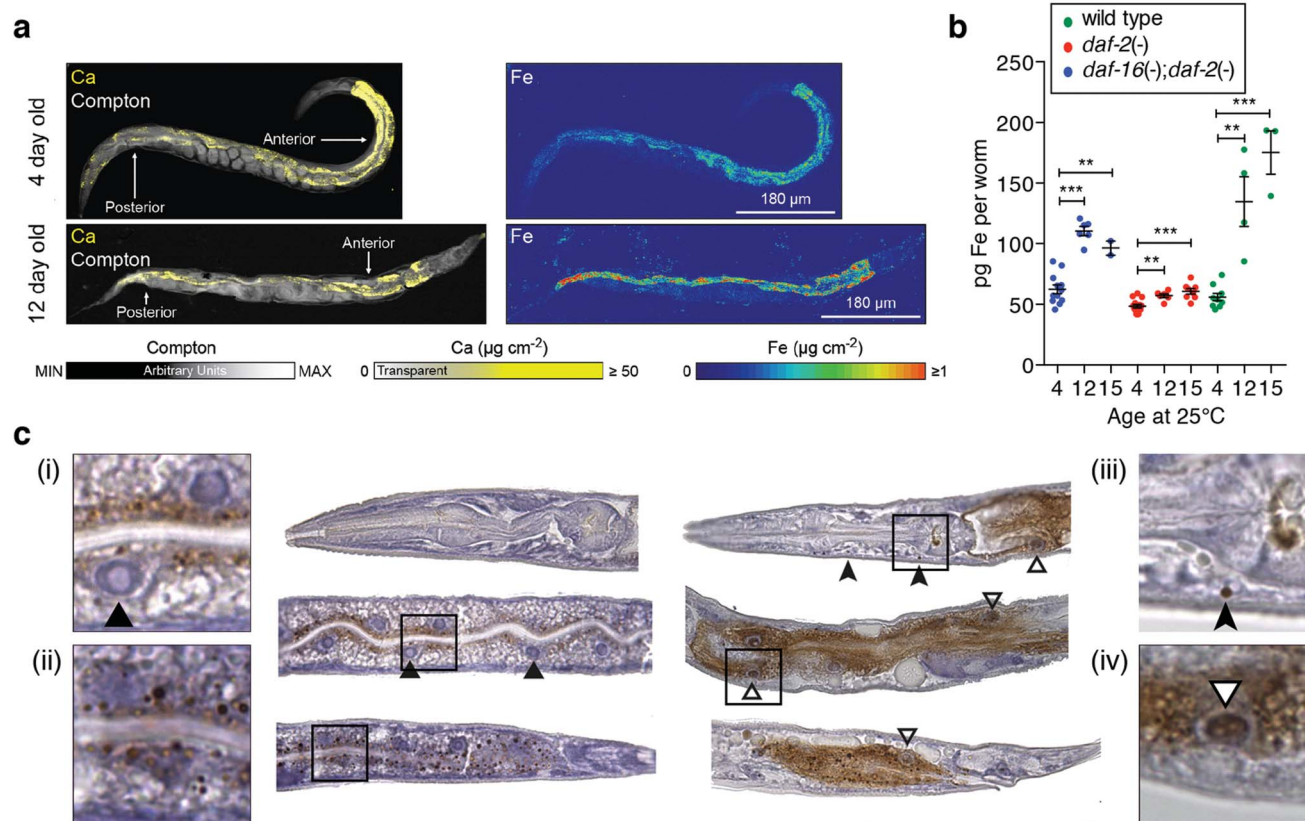 a
4 day old
Ca
Compton
Anterior
Posterior
Fe
180 µm
12 day old
Ca
Compton
Anterior
Posterior
Fe
180 µm
Compton
MIN Arbitrary Units MAX
Ca (µg cm⁻²)
0 Transparent ≥ 50
Fe (µg cm⁻²)
0 ≥1
b
wild type
daf-2(-)
daf-16(-);daf-2(-)
pg Fe per worm
250
200
150
100
50
0
***
**
**
***
***
**
***
**
4 12 15 4 12 15 4 12 15
Age at 25°C
c
(i)
(ii)
(iii)
(iv)